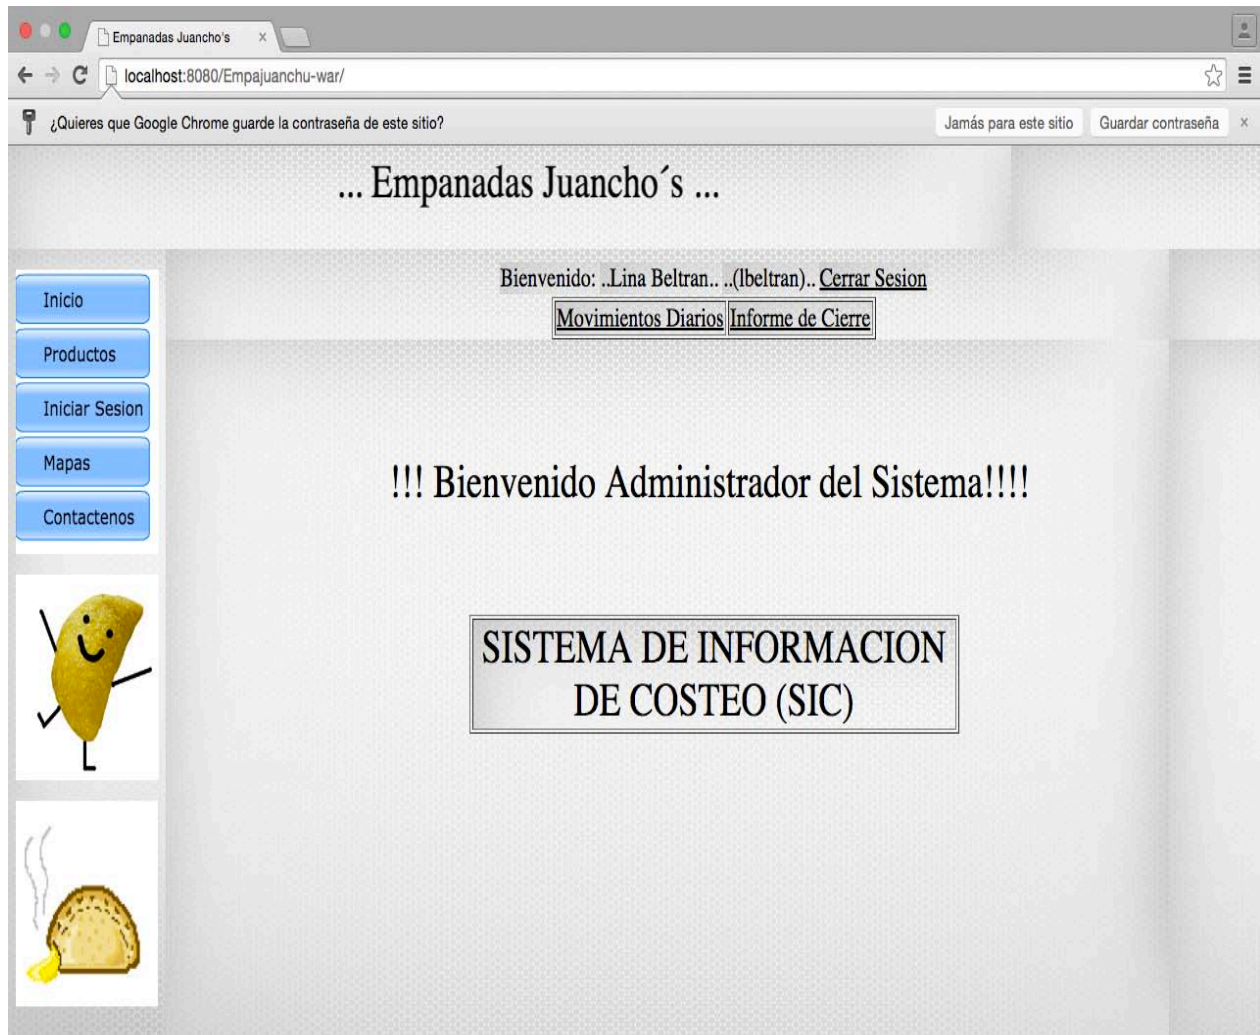 Empanadas Juancho's
localhost:8080/Empajuanchu-war/
¿Quieres que Google Chrome guarde la contraseña de este sitio? Jamás para este sitio Guardar contraseña
... Empanadas Juancho´s ...
Bienvenido: ..Lina Beltran.. ..(lbeltran).. Cerrar Sesion
Movimientos Diarios Informe de Cierre
Inicio
Productos
Iniciar Sesion
Mapas
Contactenos
!!! Bienvenido Administrador del Sistema!!!!
SISTEMA DE INFORMACION
DE COSTEO (SIC)